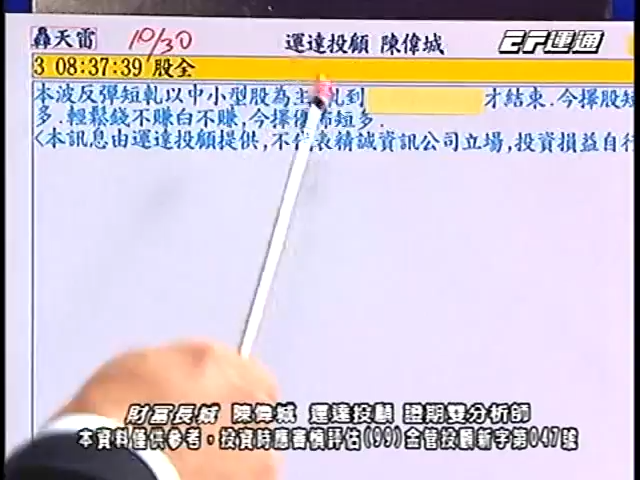 轟天雷 10/30 運達投顧 陳偉城 EF運通
3 08:37:39 股全
本波反彈短軋以中小型股為主,軋到 才結束.今擇股短
多.輕鬆錢不賺白不賺,今擇優佈短多.
<本訊息由運達投顧提供,不代表精誠資訊公司立場,投資損益自行
財富長城 陳偉城 運達投顧 證期雙分析師
本資料僅供參考,投資時應審慎評估(99)金管投顧新字第047號